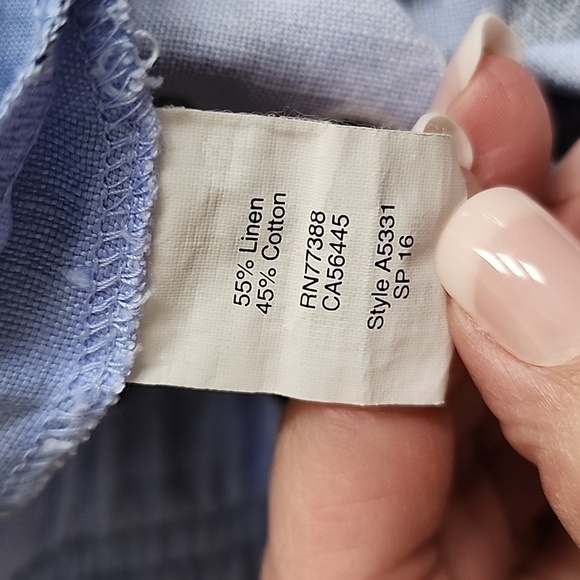 55% Linen
45% Cotton
RN77388
CA56445
Style A5331
SP 16